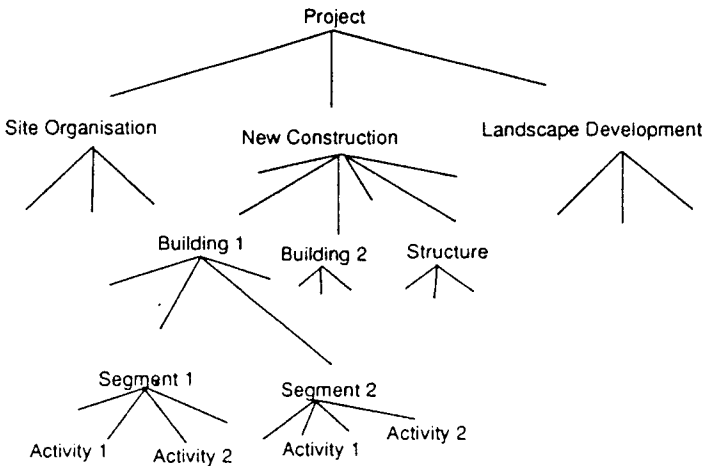 Project
Site Organisation
New Construction
Landscape Development
Building 1
Building 2
Structure
Segment 1
Segment 2
Activity 1
Activity 2
Activity 1
Activity 2